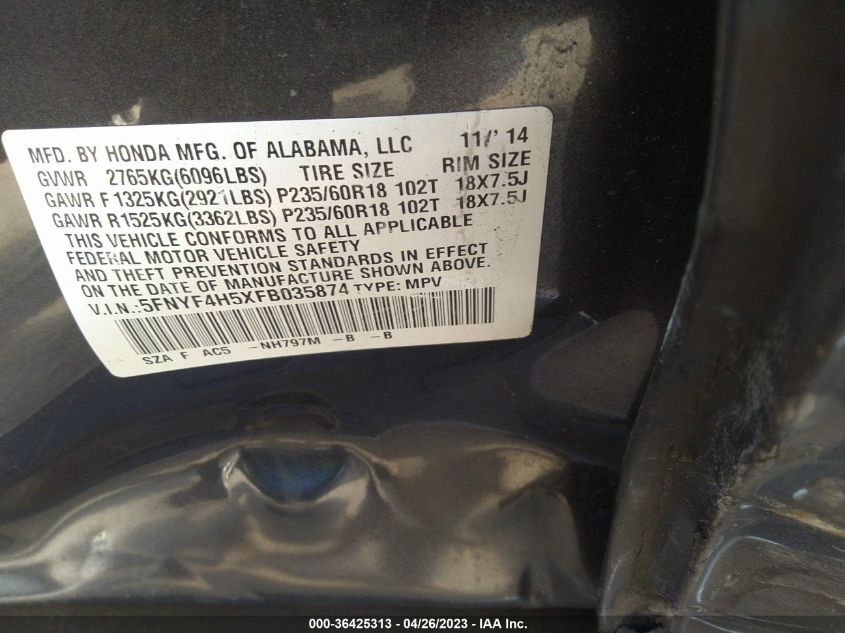 MFD. BY HONDA MFG. OF ALABAMA, LLC 11/' 14
GVWR 2765KG(6096LBS) TIRE SIZE RIM SIZE
GAWR F 1325KG(2921LBS) P235/60R18 102T 18X7.5J
GAWR R1525KG(3362LBS) P235/60R18 102T 18X7.5J
THIS VEHICLE CONFORMS TO ALL APPLICABLE
FEDERAL MOTOR VEHICLE SAFETY
AND THEFT PREVENTION STANDARDS IN EFFECT
ON THE DATE OF MANUFACTURE SHOWN ABOVE.
V.I.N.:5FNYF4H5XFB035874 TYPE: MPV
SZA F AC5 -NH797M -B -B
000-36425313 - 04/26/2023 - IAA Inc.